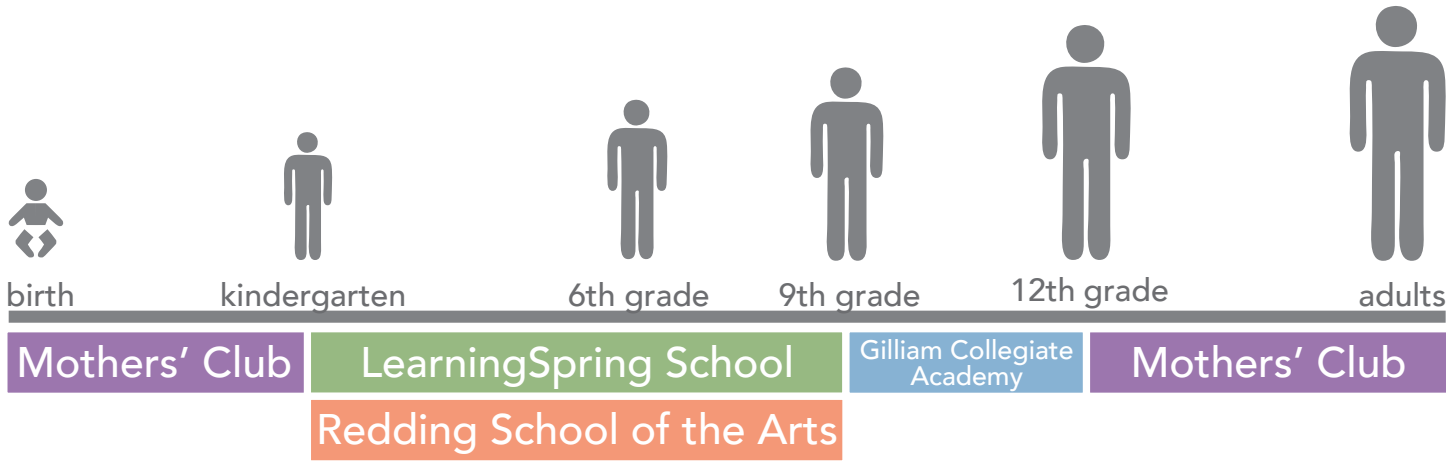 birth kindergarten 6th grade 9th grade 12th grade adults
Mothers’ Club LearningSpring School Gilliam Collegiate Academy Mothers’ Club
Redding School of the Arts